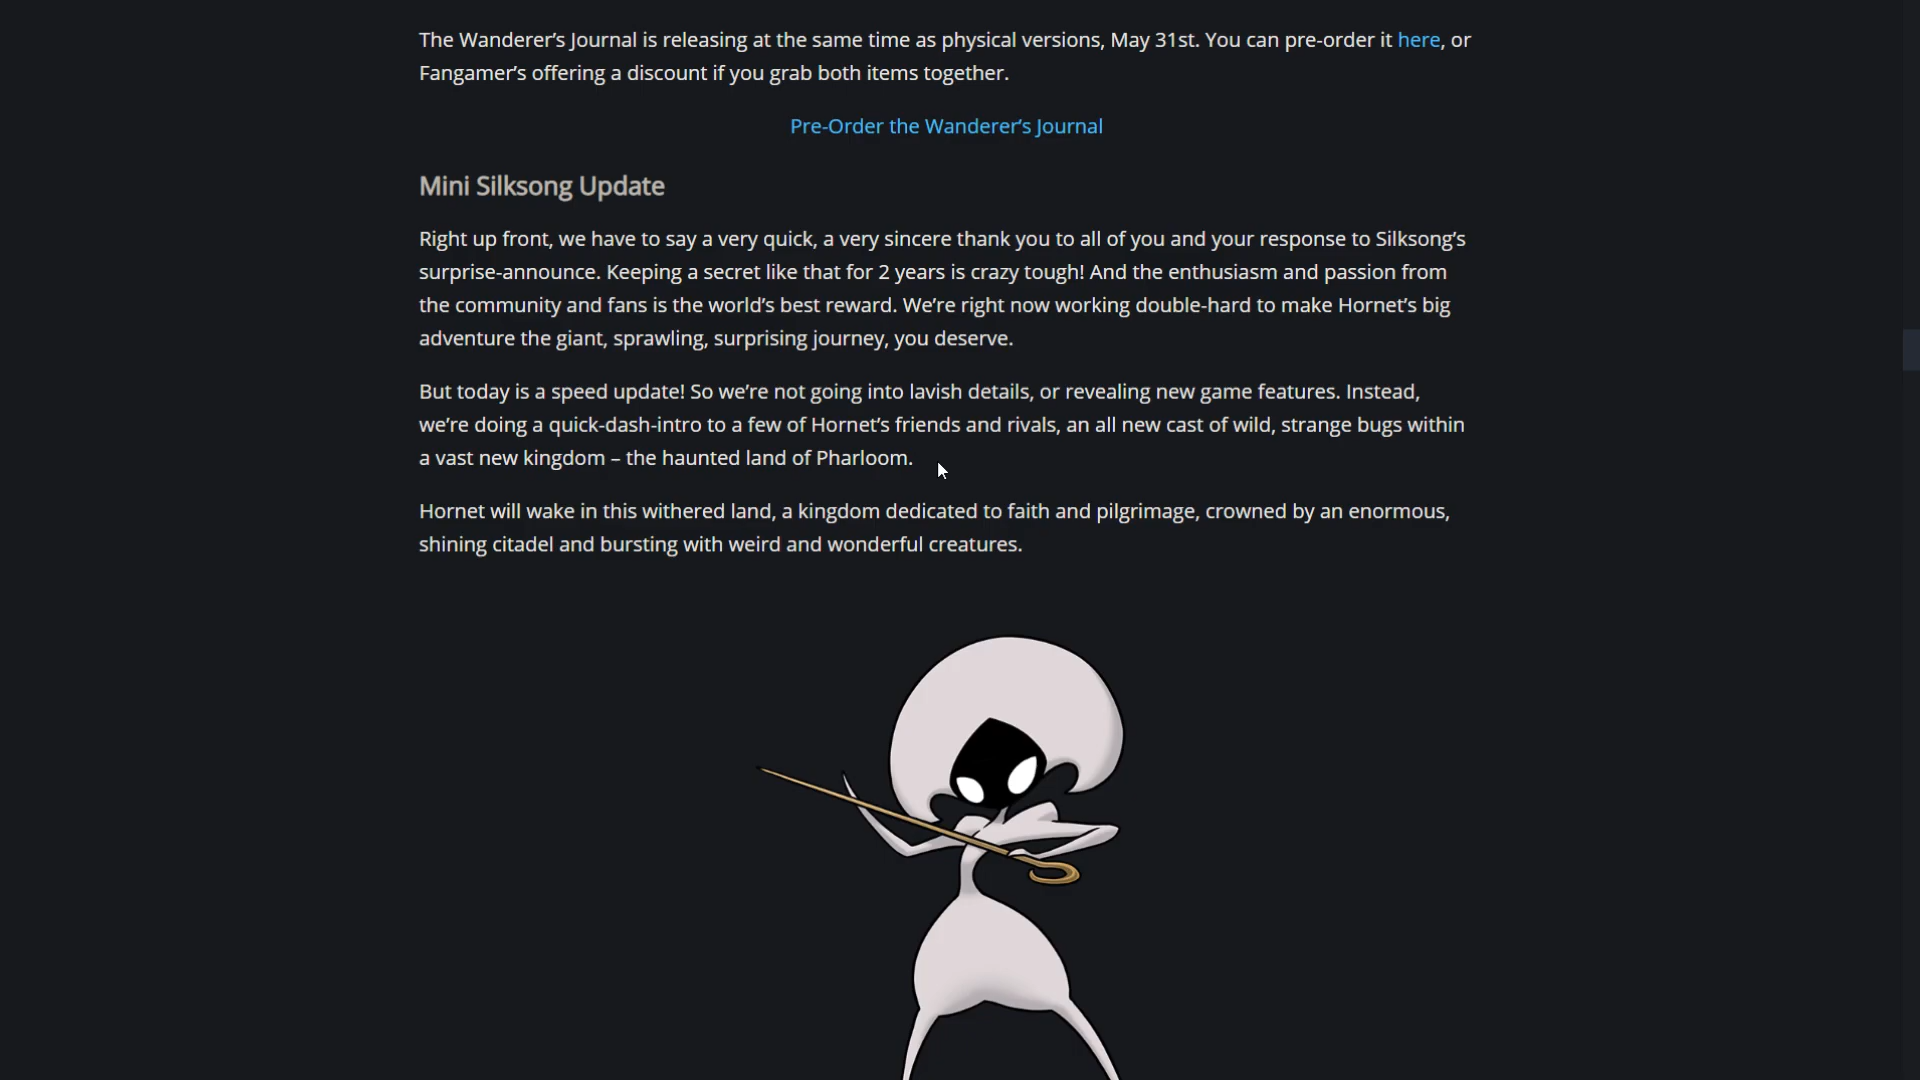 The Wanderer’s Journal is releasing at the same time as physical versions, May 31st. You can pre-order it here, or
Fangamer’s offering a discount if you grab both items together.
Pre-Order the Wanderer’s Journal
Mini Silksong Update
Right up front, we have to say a very quick, a very sincere thank you to all of you and your response to Silksong’s
surprise-announce. Keeping a secret like that for 2 years is crazy tough! And the enthusiasm and passion from
the community and fans is the world’s best reward. We’re right now working double-hard to make Hornet’s big
adventure the giant, sprawling, surprising journey, you deserve.
But today is a speed update! So we’re not going into lavish details, or revealing new game features. Instead,
we’re doing a quick-dash-intro to a few of Hornet’s friends and rivals, an all new cast of wild, strange bugs within
a vast new kingdom – the haunted land of Pharloom.
Hornet will wake in this withered land, a kingdom dedicated to faith and pilgrimage, crowned by an enormous,
shining citadel and bursting with weird and wonderful creatures.